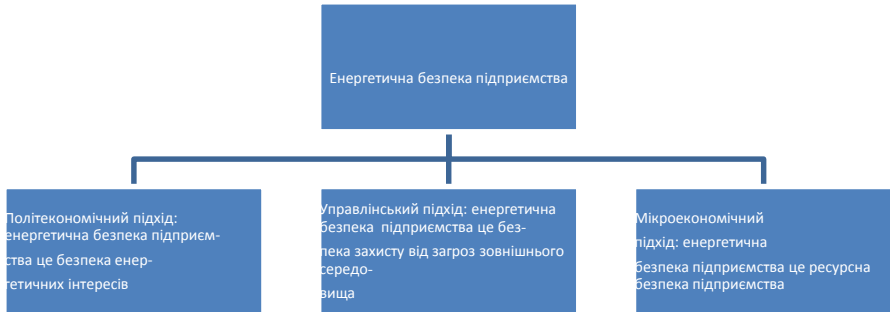 Енергетична безпека підприємства
Політекономічний підхід:
енергетична безпека підприєм-
ства це безпека енер-
гетичних інтересів
Управлінський підхід: енергетична
безпека підприємства це без-
пека захисту від загроз зовнішнього
середо-
вища
Мікроекономічний
підхід: енергетична
безпека підприємства це ресурсна
безпека підприємства